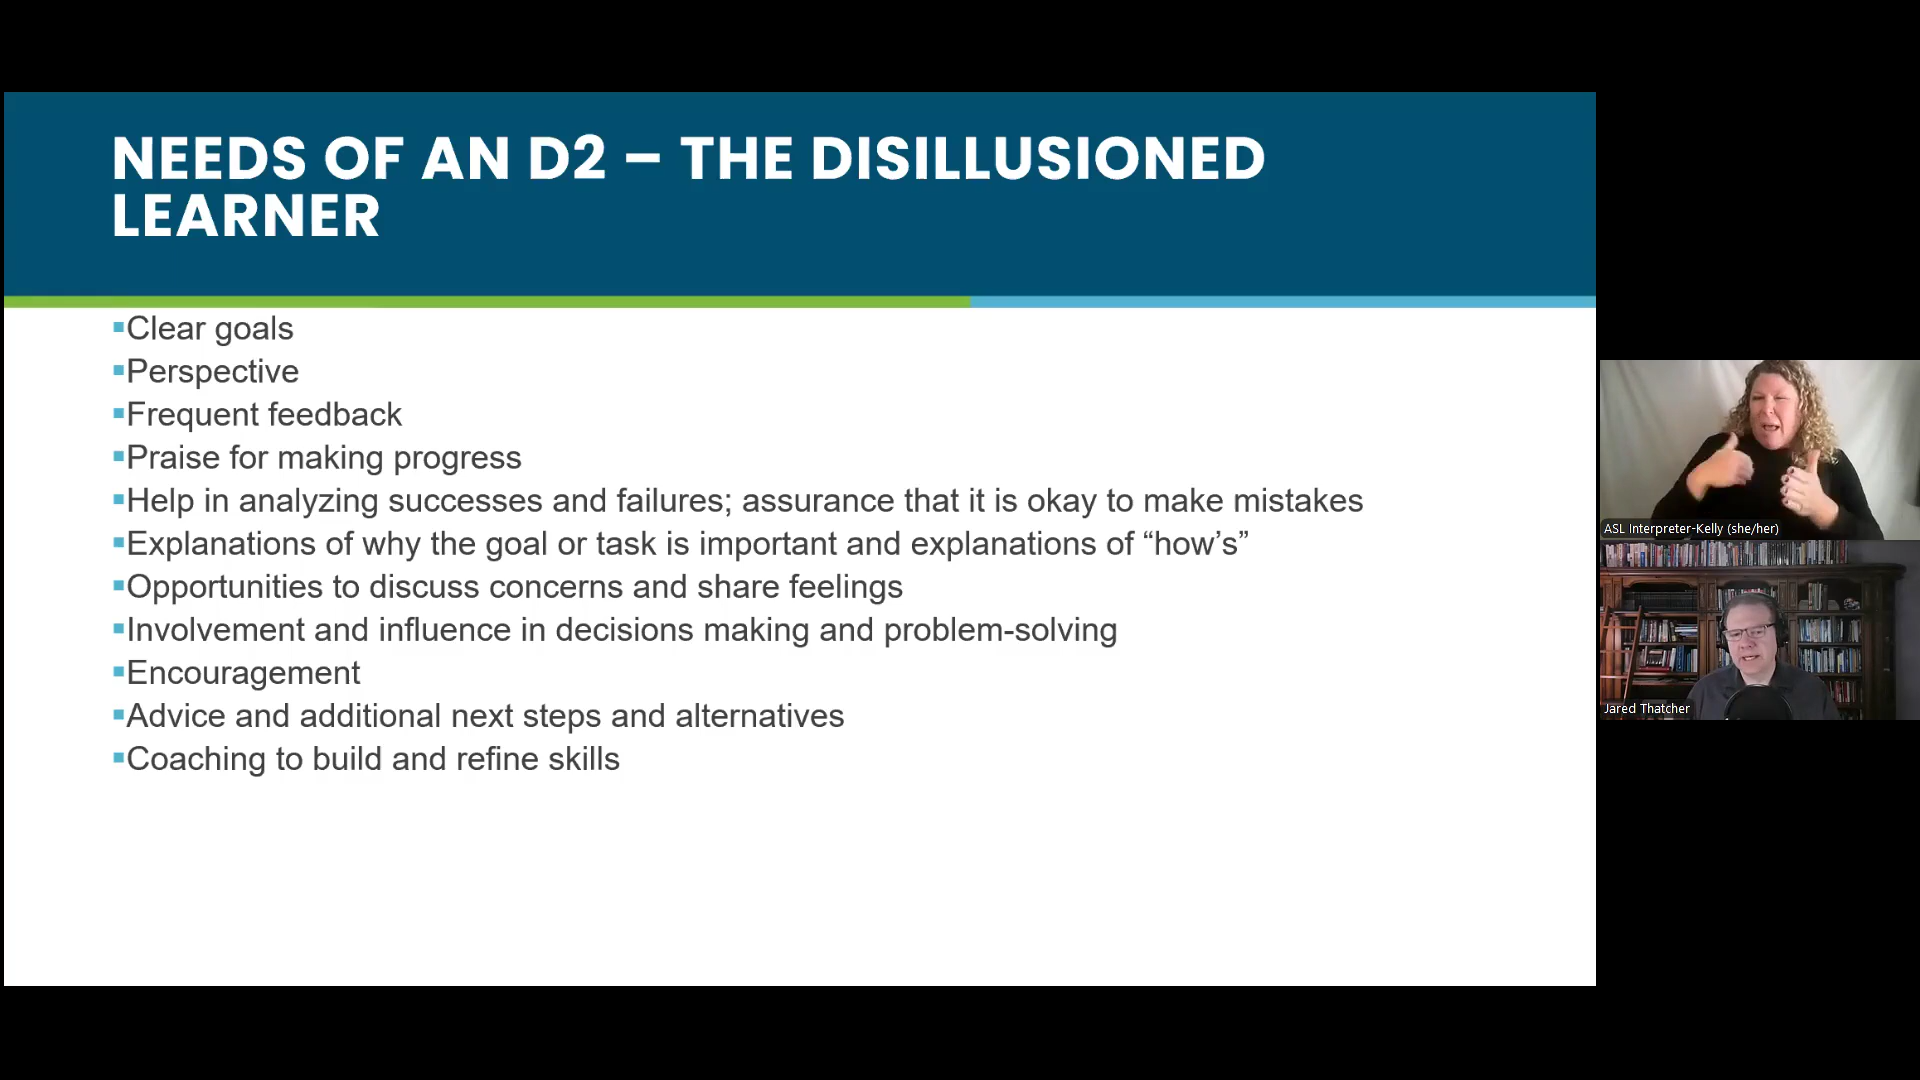 NEEDS OF AN D2 – THE DISILLUSIONED
LEARNER
▪Clear goals
▪Perspective
▪Frequent feedback
▪Praise for making progress
▪Help in analyzing successes and failures; assurance that it is okay to make mistakes
▪Explanations of why the goal or task is important and explanations of “how’s”
▪Opportunities to discuss concerns and share feelings
▪Involvement and influence in decisions making and problem-solving
▪Encouragement
▪Advice and additional next steps and alternatives
▪Coaching to build and refine skills
ASL Interpreter-Kelly (she/her)
Jared Thatcher